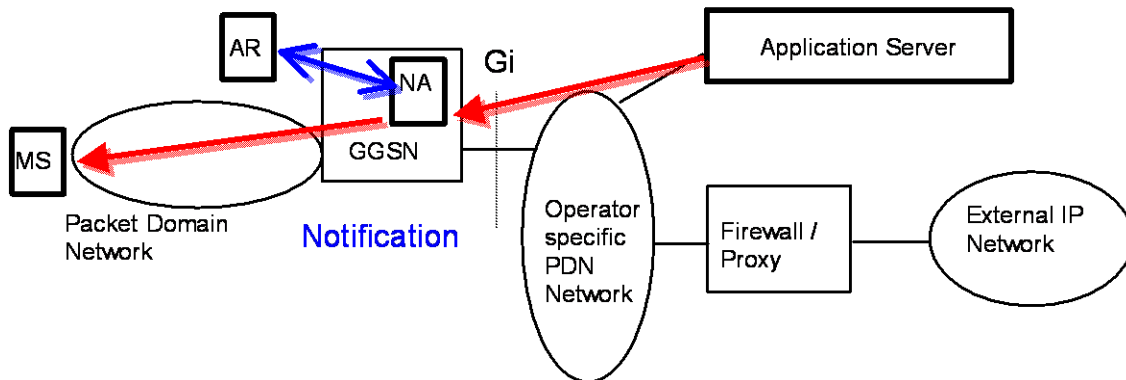 AR
NA
Gi
Application Server
MS
GGSN
Packet Domain
Network
Notification
Operator
specific
PDN
Network
Firewall /
Proxy
External IP
Network